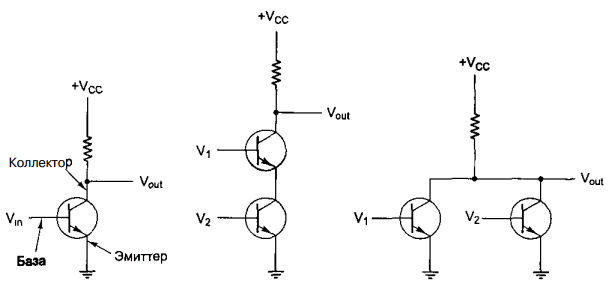 +VCC
Коллектор
Vout
Vin
База
Эмиттер
+VCC
Vout
V1
V2
+VCC
Vout
V1
V2